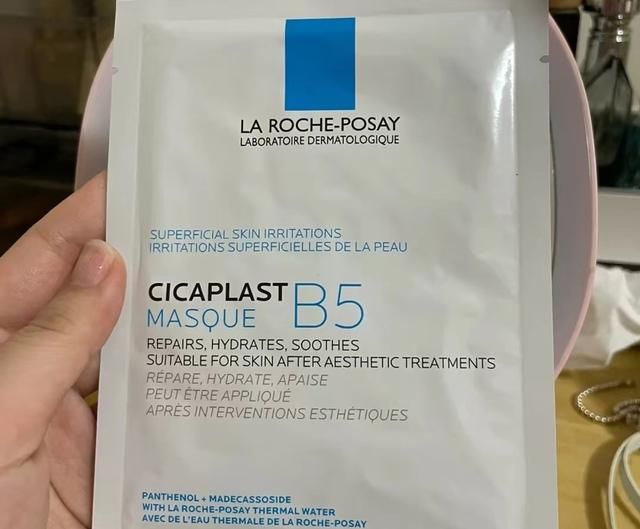 LA ROCHE-POSAY
LABORATOIRE DERMATOLOGIQUE
SUPERFICIAL SKIN IRRITATIONS
IRRITATIONS SUPERFICIELLES DE LA PEAU
CICAPLAST B5
MASQUE
REPAIRS, HYDRATES, SOOTHES
SUITABLE FOR SKIN AFTER AESTHETIC TREATMENTS
RÉPARE, HYDRATE, APAISE
PEUT ÊTRE APPLIQUÉ
APRÈS INTERVENTIONS ESTHÉTIQUES
PANTHENOL + MADECASSOSIDE
WITH LA ROCHE-POSAY THERMAL WATER
AVEC DE L'EAU THERMALE DE LA ROCHE-POSAY